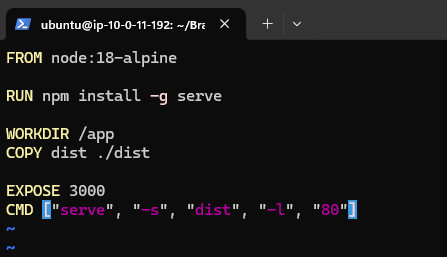 ubuntu@ip-10-0-11-192: ~/Bra
FROM node:18-alpine
RUN npm install -g serve
WORKDIR /app
COPY dist ./dist
EXPOSE 3000
CMD ["serve", "-s", "dist", "-l", "80"]
~
~